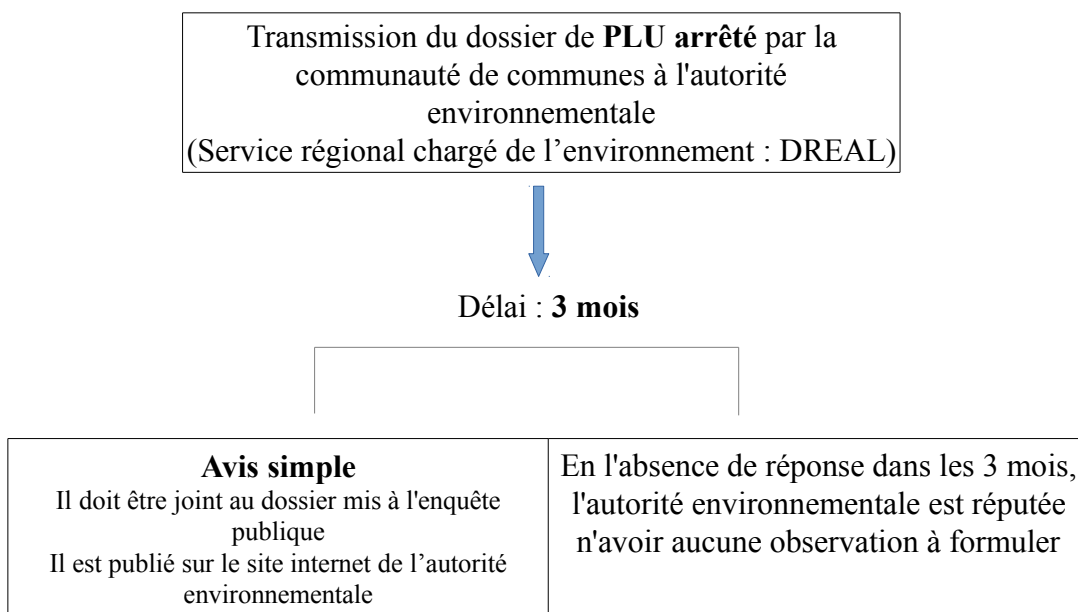 Transmission du dossier de PLU arrêté par la
communauté de communes à l'autorité
environnementale
(Service régional chargé de l’environnement : DREAL)
Délai : 3 mois
Avis simple
Il doit être joint au dossier mis à l'enquête
publique
Il est publié sur le site internet de l’autorité
environnementale
En l'absence de réponse dans les 3 mois,
l'autorité environnementale est réputée
n'avoir aucune observation à formuler